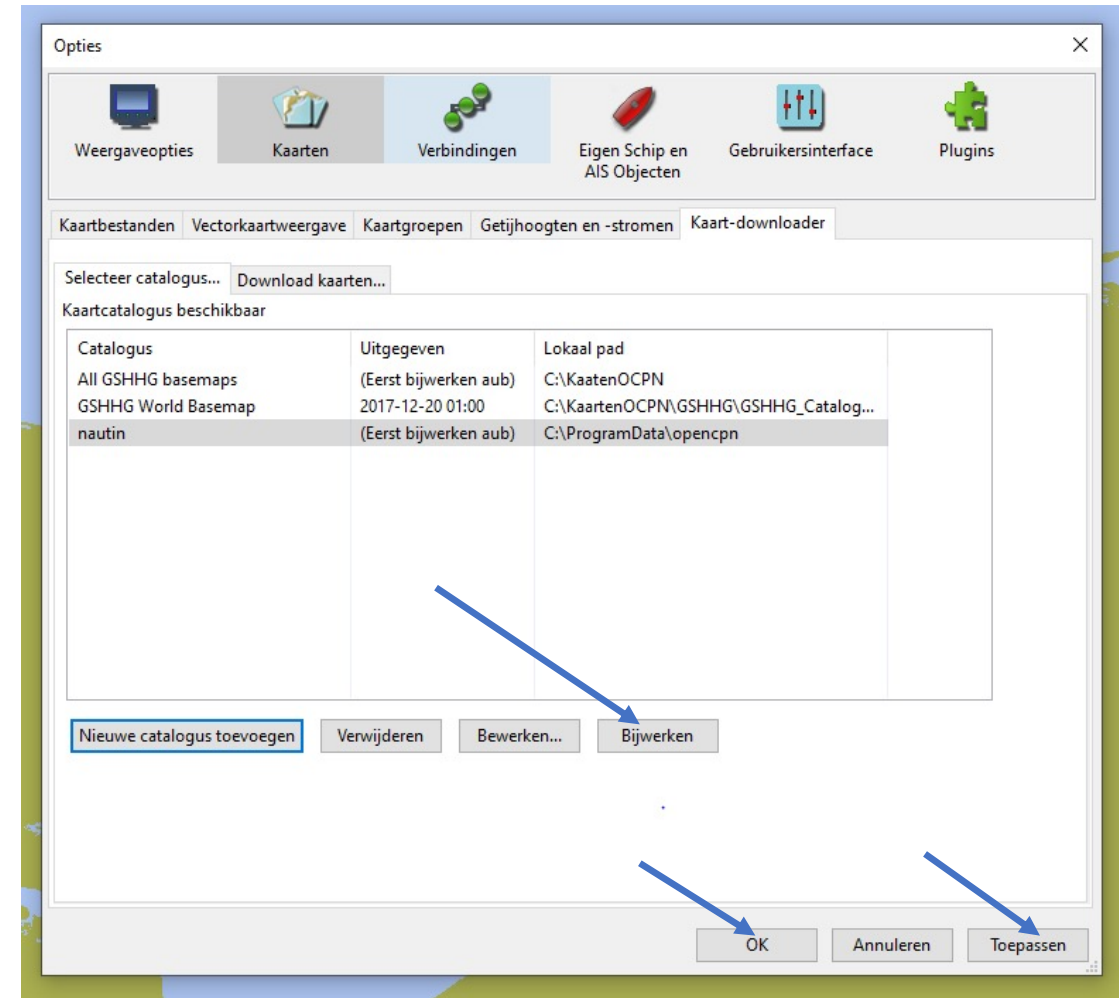 Opties
Weergaveopties
Kaarten
Verbindingen
Eigen Schip en
AIS Objecten
Gebruikersinterface
Plugins
Kaartbestanden Vectorkaartweergave Kaartgroepen Getijhoogten en -stromen Kaart-downloader
Selecteer catalogus... Download kaarten...
Kaartcatalogus beschikbaar
Catalogus Uitgegeven Lokaal pad
All GSHHG basemaps (Eerst bijwerken aub) C:\KaatenOCPN
GSHHG World Basemap 2017-12-20 01:00 C:\KaartenOCPN\GSHHG\GSHHG_Catalog...
nautin (Eerst bijwerken aub) C:\ProgramData\opencpn
Nieuwe catalogus toevoegen Verwijderen Bewerken... Bijwerken
OK Annuleren Toepassen